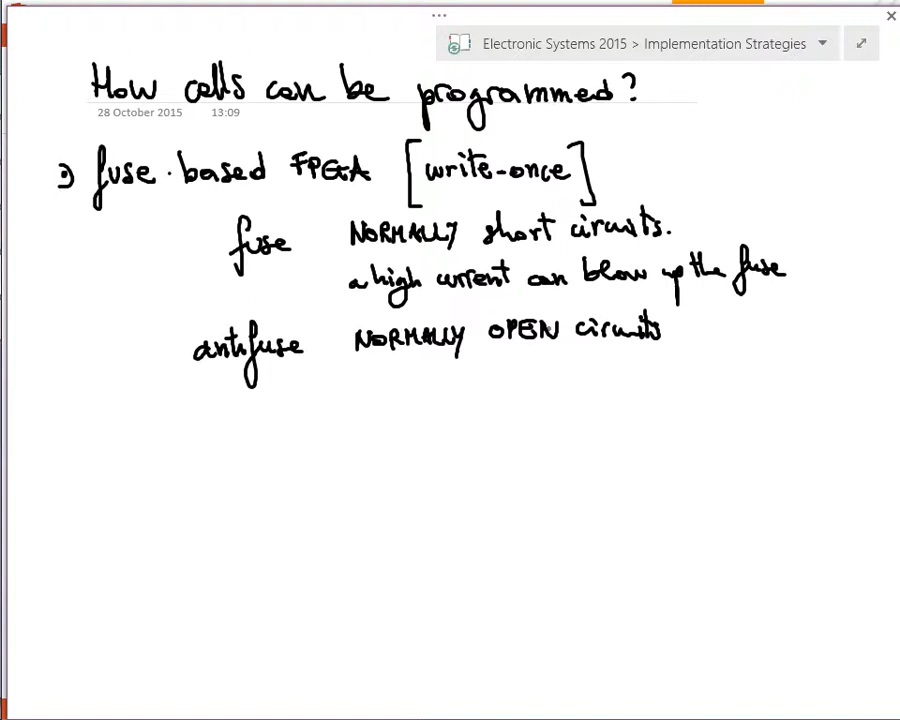 Electronic Systems 2015 > Implementation Strategies
How cells can be programmed?
28 October 2015 13:09
fuse-based FPGA [write-once]
fuse NORMALLY short circuits.
a high current can blow up the fuse
antifuse NORMALLY OPEN circuits